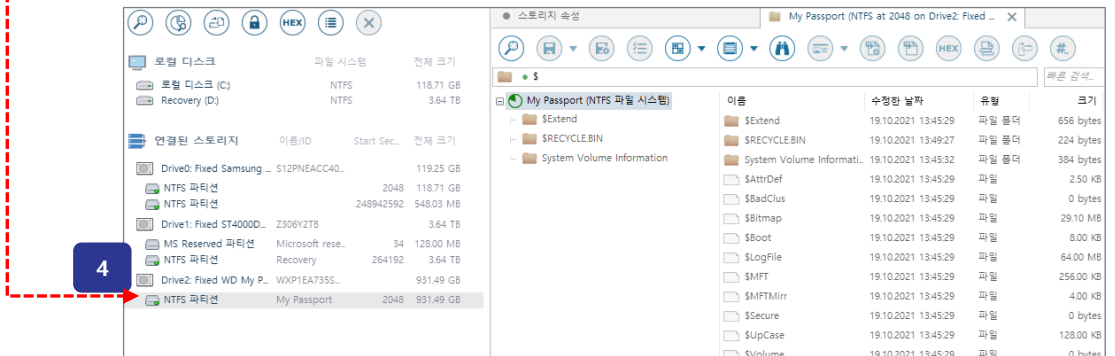 HEX
로컬 디스크 파일 시스템 전체 크기
로컬 디스크 (C:) NTFS 118.71 GB
Recovery (D:) NTFS 3.64 TB
연결된 스토리지 이름/ID Start Sec... 전체 크기
Drive0: Fixed Samsung ... S12PNEACC40... 119.25 GB
NTFS 파티션 2048 118.71 GB
NTFS 파티션 248942592 548.03 MB
Drive1: Fixed ST4000D... Z306Y2TB 3.64 TB
MS Reserved 파티션 Microsoft rese... 34 128.00 MB
NTFS 파티션 Recovery 264192 3.64 TB
4
Drive2: Fixed WD My P... WXP1EA735S... 931.49 GB
NTFS 파티션 My Passport 2048 931.49 GB
스토리지 속성 My Passport (NTFS at 2048 on Drive2: Fixed ...
HEX
$ 빠른 검색...
My Passport (NTFS 파일 시스템)
$Extend
$RECYCLE.BIN
System Volume Information
이름 수정한 날짜 유형 크기
$Extend 19.10.2021 13:45:29 파일 폴더 656 bytes
$RECYCLE.BIN 19.10.2021 13:49:27 파일 폴더 224 bytes
System Volume Informati... 19.10.2021 13:45:32 파일 폴더 384 bytes
$AttrDef 19.10.2021 13:45:29 파일 2.50 KB
$BadClus 19.10.2021 13:45:29 파일 0 bytes
$Bitmap 19.10.2021 13:45:29 파일 29.10 MB
$Boot 19.10.2021 13:45:29 파일 8.00 KB
$LogFile 19.10.2021 13:45:29 파일 64.00 MB
$MFT 19.10.2021 13:45:29 파일 256.00 KB
$MFTMirr 19.10.2021 13:45:29 파일 4.00 KB
$Secure 19.10.2021 13:45:29 파일 0 bytes
$UpCase 19.10.2021 13:45:29 파일 128.00 KB
$Volume 19.10.2021 13:45:29 파일 0 bytes